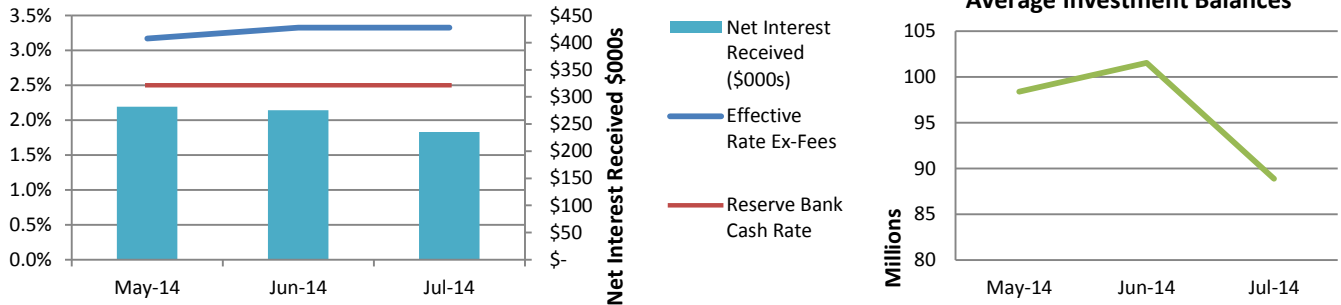 3.5%
3.0%
2.5%
2.0%
1.5%
1.0%
0.5%
0.0%
May-14
Jun-14
Jul-14
$450
$400
$350
$300
$250
$200
$150
$100
$50
$-
Net Interest Received $000s
Net Interest
Received
($000s)
Effective
Rate Ex-Fees
Reserve Bank
Cash Rate
Average Investment Balances
105
100
95
90
85
80
Millions
May-14
Jun-14
Jul-14